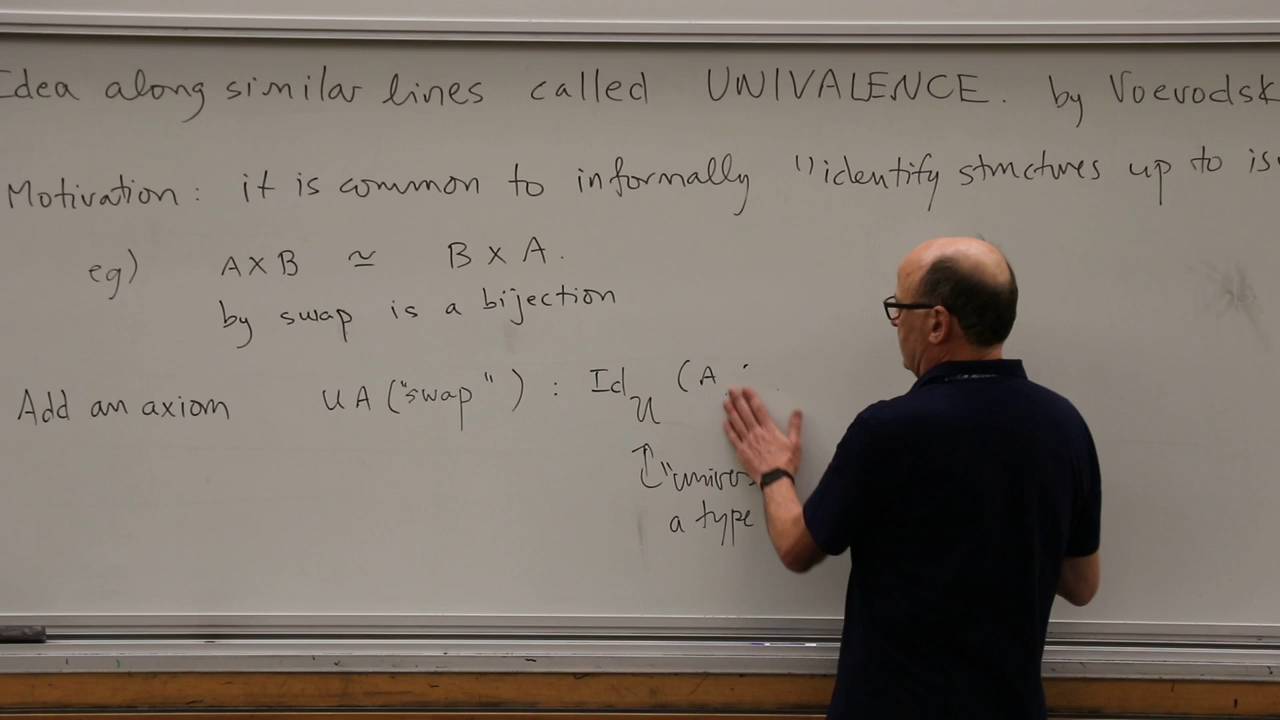 Idea along similar lines called UNIVALENCE. by Voevodsk
Motivation: it is common to informally "identify structures up to is
eg) A×B ≃ B×A.
by swap is a bijection
Add an axiom UA("swap") : Id_U (A
↑ "univers
a type